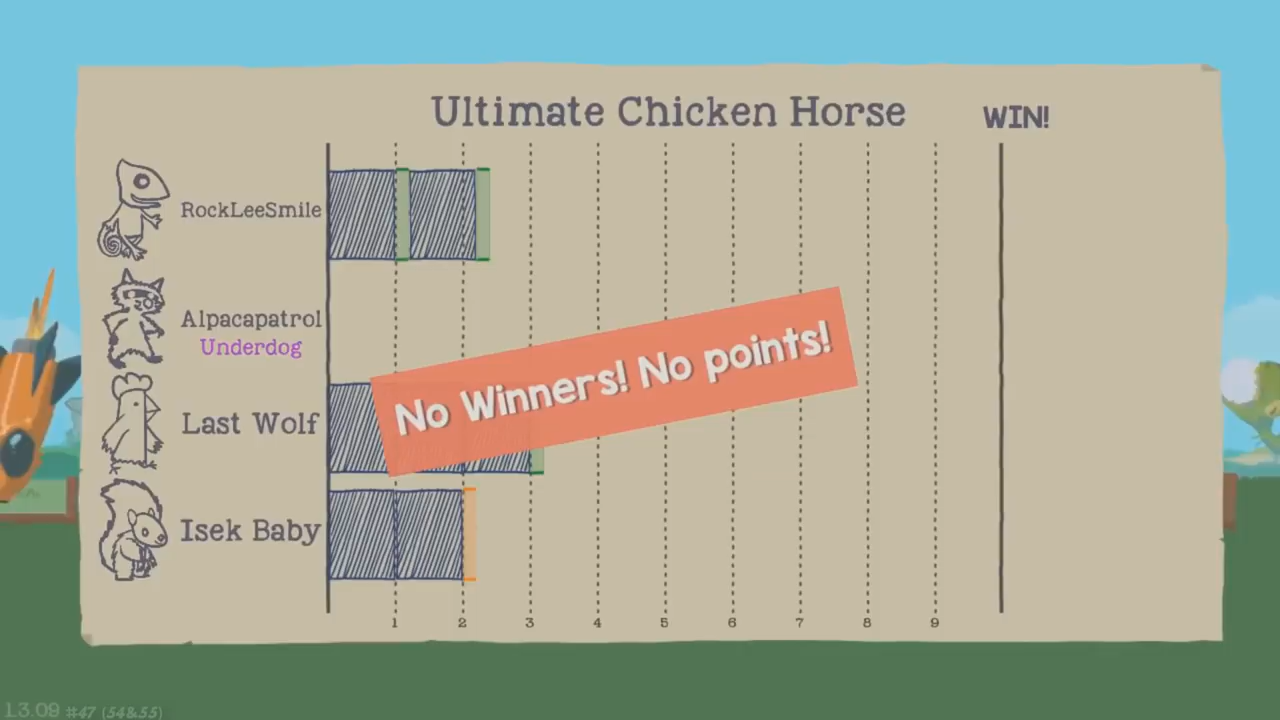 Ultimate Chicken Horse
WIN!
RockLeeSmile
Alpacapatrol
Underdog
No Winners! No points!
Last Wolf
Isek Baby
1 2 3 4 5 6 7 8 9
1.3.09 #47 (54&55)